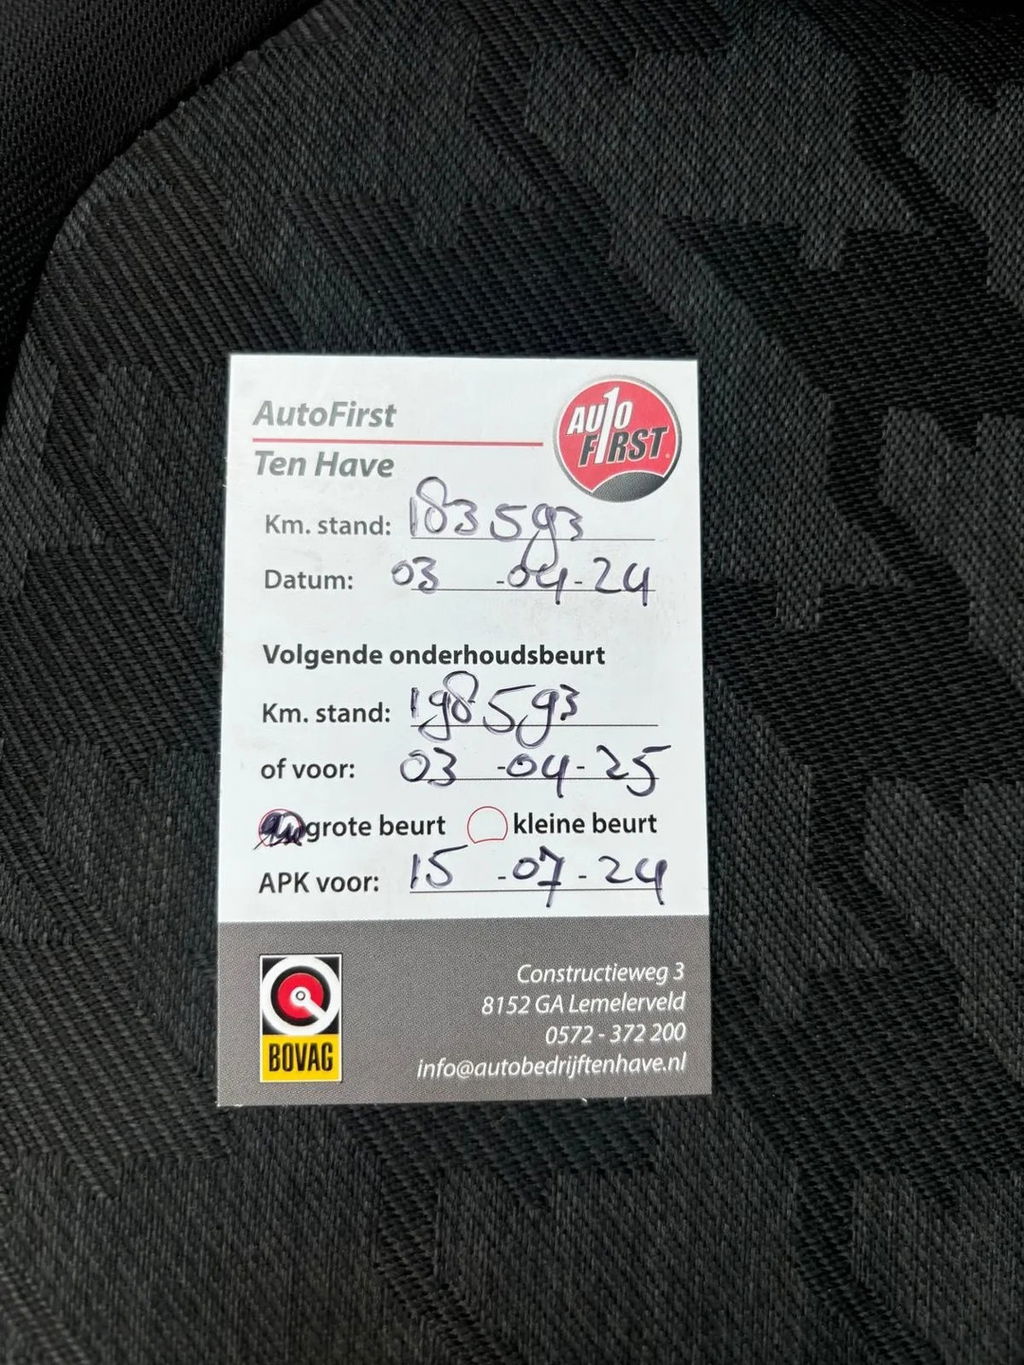 AutoFirst
Ten Have
AUTO
FIRST
Km. stand: 183593
Datum: 03-04-24
Volgende onderhoudsbeurt
Km. stand: 198593
of voor: 03-04-25
grote beurt kleine beurt
APK voor: 15-07-24
BOVAG
Constructieweg 3
8152 GA Lemelerveld
0572 - 372 200
info@autobedrijftenhave.nl